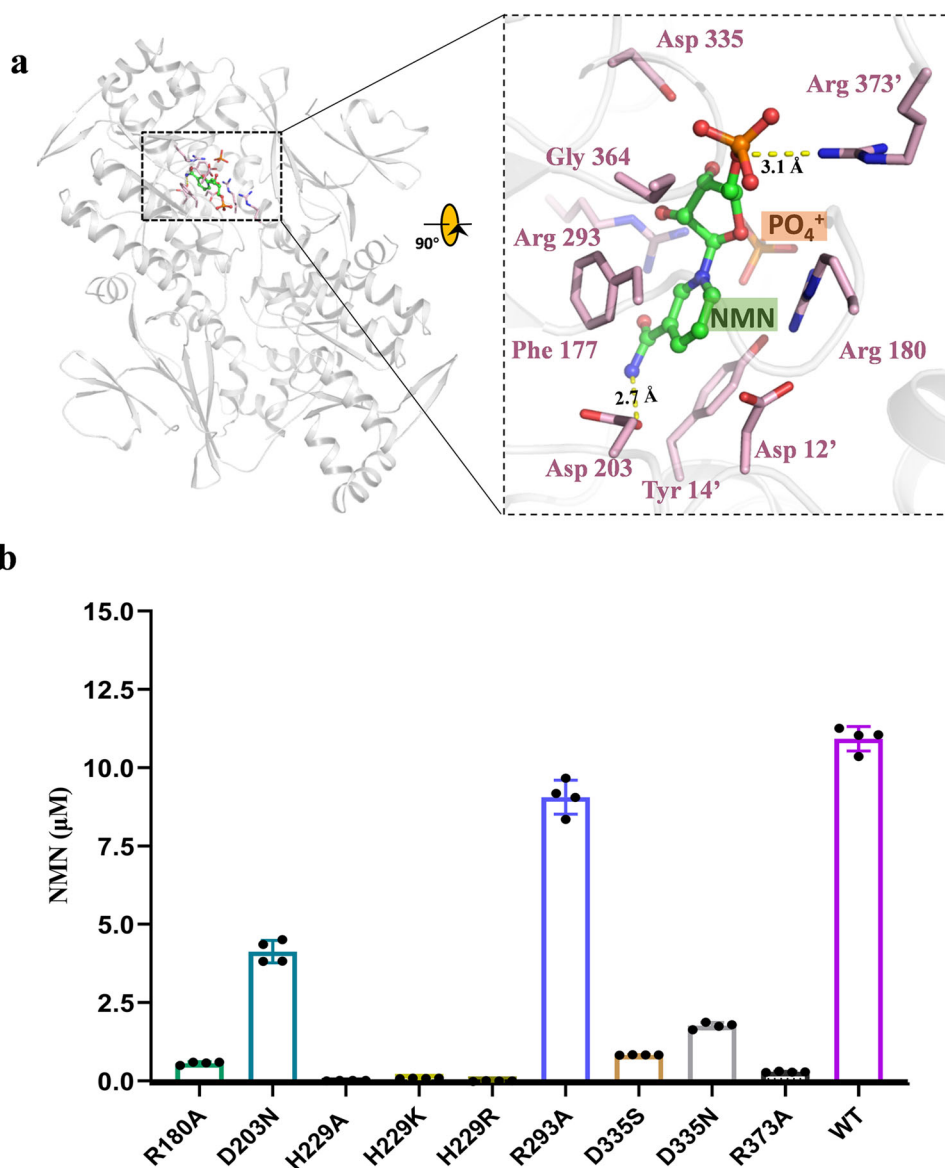 a
90°
Asp 335
Arg 373’
3.1 Å
Gly 364
PO4+
Arg 293
NMN
Phe 177
Arg 180
2.7 Å
Asp 203
Asp 12’
Tyr 14’
b
15.0
12.5
10.0
7.5
5.0
2.5
0.0
NMN (µM)
R180A
D203N
H229A
H229K
H229R
R293A
D335S
D335N
R373A
WT